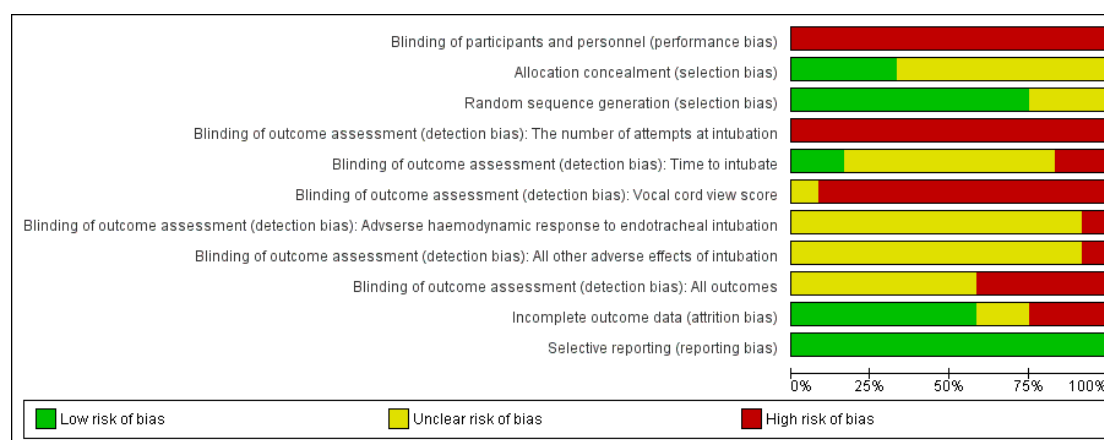 Blinding of participants and personnel (performance bias)
Allocation concealment (selection bias)
Random sequence generation (selection bias)
Blinding of outcome assessment (detection bias): The number of attempts at intubation
Blinding of outcome assessment (detection bias): Time to intubate
Blinding of outcome assessment (detection bias): Vocal cord view score
Blinding of outcome assessment (detection bias): Advserse haemodynamic response to endotracheal intubation
Blinding of outcome assessment (detection bias): All other adverse effects of intubation
Blinding of outcome assessment (detection bias): All outcomes
Incomplete outcome data (attrition bias)
Selective reporting (reporting bias)
0% 25% 50% 75% 100%
Low risk of bias Unclear risk of bias High risk of bias